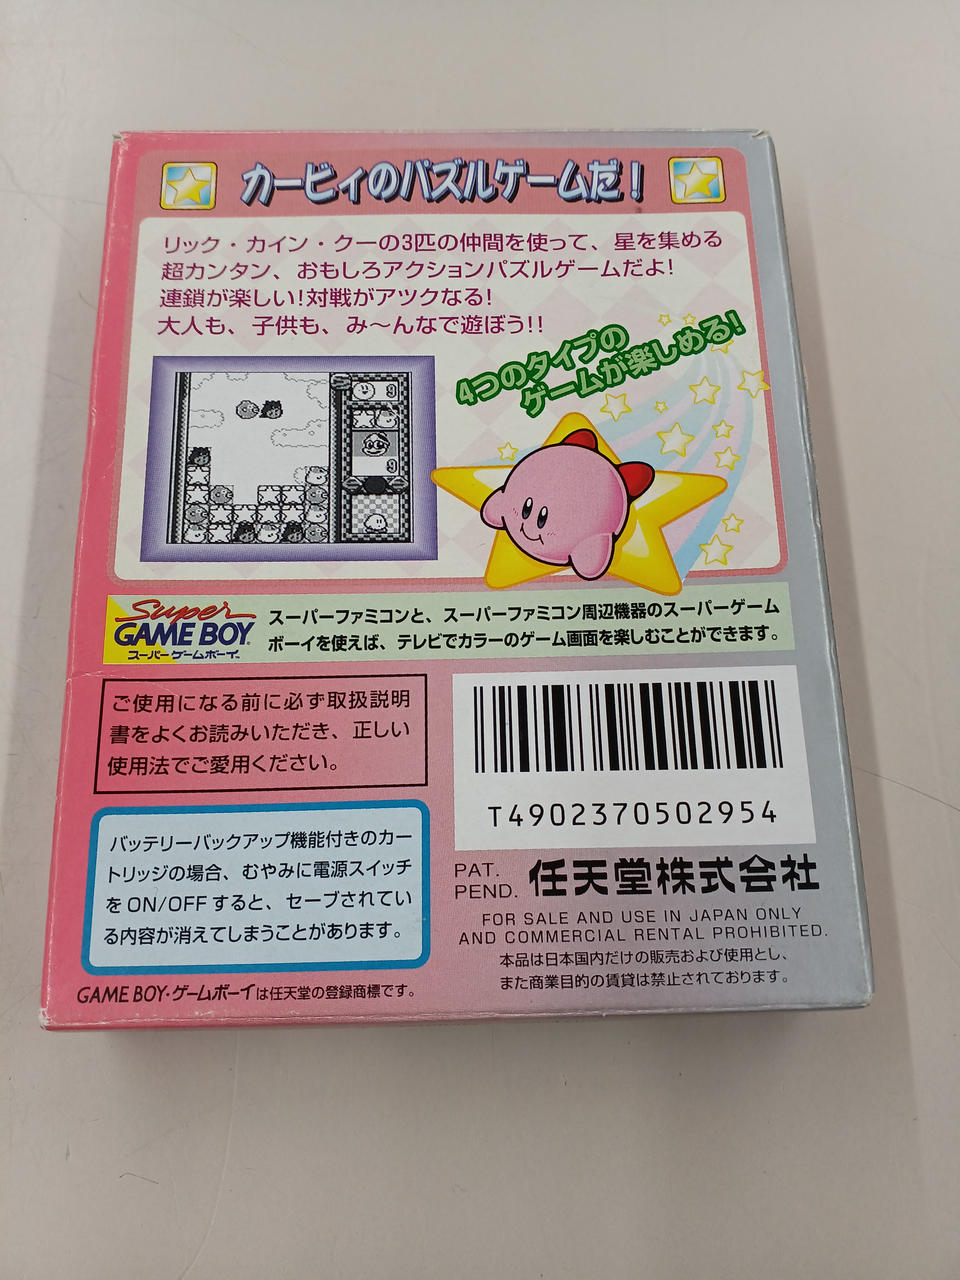 カービィのパズルゲームだ!
リック・カイン・クーの3匹の仲間を使って、星を集める
超カンタン、おもしろアクションパズルゲームだよ!
連鎖が楽しい!対戦がアツくなる!
大人も、子供も、み〜んなで遊ぼう!!
4つのタイプの
ゲームが楽しめる!
9
9
Super
GAME BOY
スーパーゲームボーイ
スーパーファミコンと、スーパーファミコン周辺機器のスーパーゲーム
ボーイを使えば、テレビでカラーのゲーム画面を楽しむことができます。
ご使用になる前に必ず取扱説明
書をよくお読みいただき、正しい
使用法でご愛用ください。
バッテリーバックアップ機能付きのカー
トリッジの場合、むやみに電源スイッチ
をON/OFFすると、セーブされてい
る内容が消えてしまうことがあります。
GAME BOY・ゲームボーイは任天堂の登録商標です。
T4902370502954
PAT.
PEND.
任天堂株式会社
FOR SALE AND USE IN JAPAN ONLY
AND COMMERCIAL RENTAL PROHIBITED.
本品は日本国内だけの販売および使用とし、
また商業目的の賃貸は禁止されております。